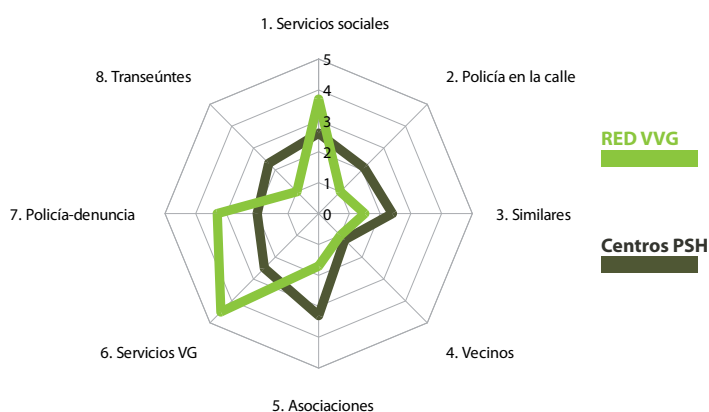 1. Servicios sociales
8. Transeúntes
2. Policía en la calle
5
4
3
2
1
0
RED VVG
7. Policía-denuncia
3. Similares
Centros PSH
6. Servicios VG
4. Vecinos
5. Asociaciones